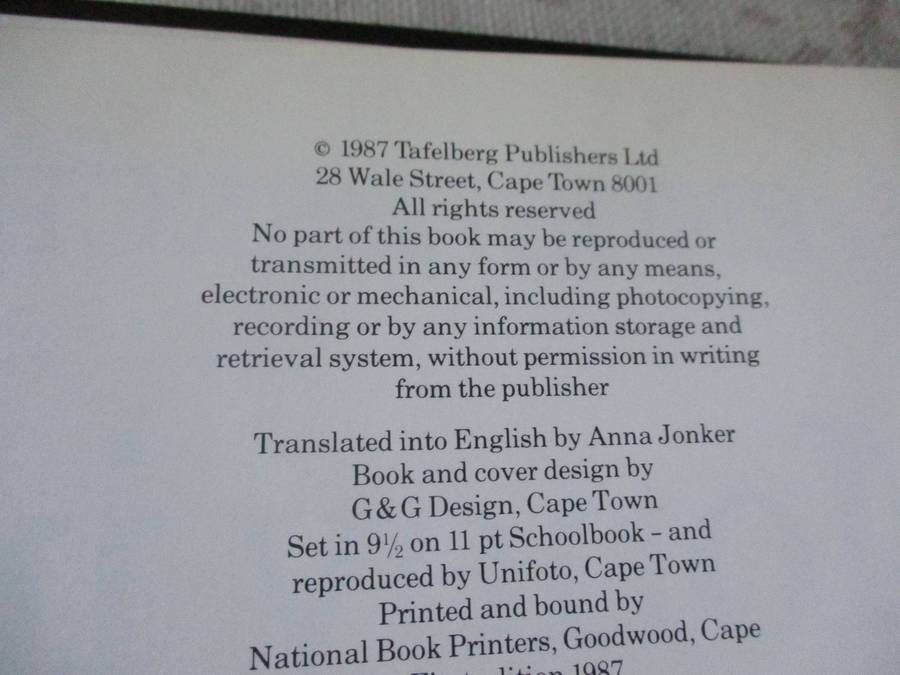 © 1987 Tafelberg Publishers Ltd
28 Wale Street, Cape Town 8001
All rights reserved
No part of this book may be reproduced or
transmitted in any form or by any means,
electronic or mechanical, including photocopying,
recording or by any information storage and
retrieval system, without permission in writing
from the publisher
Translated into English by Anna Jonker
Book and cover design by
G & G Design, Cape Town
Set in 9½ on 11 pt Schoolbook – and
reproduced by Unifoto, Cape Town
Printed and bound by
National Book Printers, Goodwood, Cape
1987